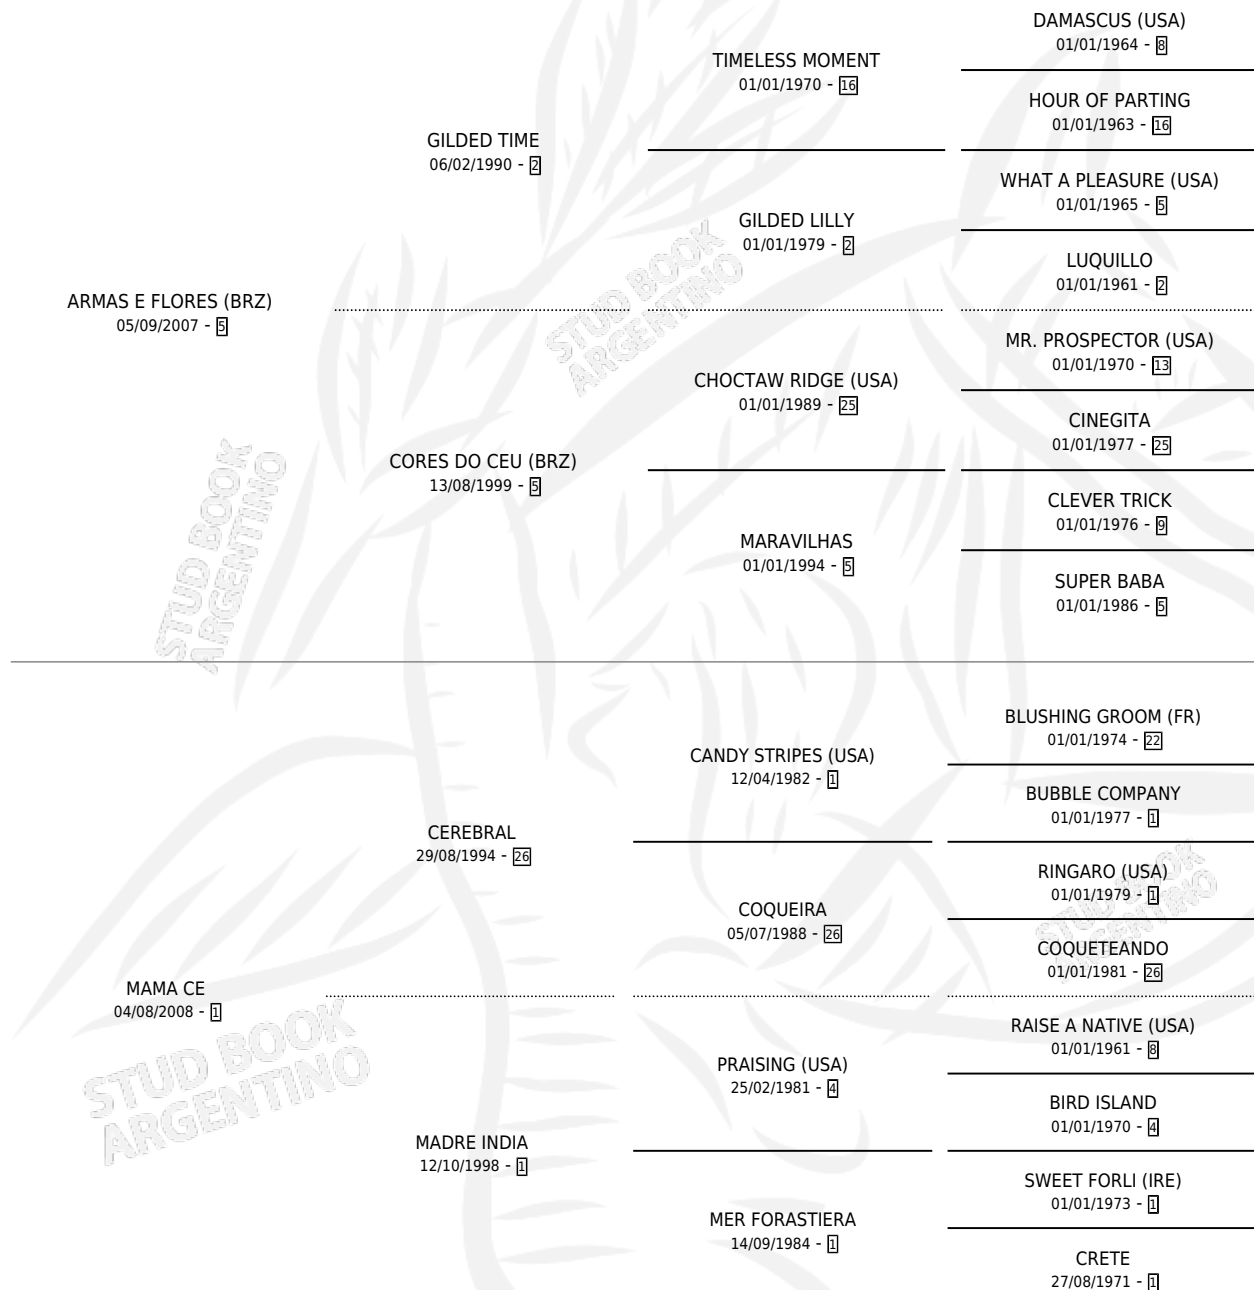 DAMASCUS (USA)
01/01/1964 - 8
TIMELESS MOMENT
01/01/1970 - 16
HOUR OF PARTING
01/01/1963 - 16
GILDED TIME
06/02/1990 - 2
WHAT A PLEASURE (USA)
01/01/1965 - 5
GILDED LILLY
01/01/1979 - 2
LUQUILLO
01/01/1961 - 2
ARMAS E FLORES (BRZ)
05/09/2007 - 5
MR. PROSPECTOR (USA)
01/01/1970 - 13
CHOCTAW RIDGE (USA)
01/01/1989 - 25
CINEGITA
01/01/1977 - 25
CORES DO CEU (BRZ)
13/08/1999 - 5
CLEVER TRICK
01/01/1976 - 9
MARAVILHAS
01/01/1994 - 5
SUPER BABA
01/01/1986 - 5
BLUSHING GROOM (FR)
01/01/1974 - 22
CANDY STRIPES (USA)
12/04/1982 - 1
BUBBLE COMPANY
01/01/1977 - 1
CEREBRAL
29/08/1994 - 26
RINGARO (USA)
01/01/1979 - 1
COQUEIRA
05/07/1988 - 26
COQUETEANDO
01/01/1981 - 26
MAMA CE
04/08/2008 - 1
RAISE A NATIVE (USA)
01/01/1961 - 8
PRAISING (USA)
25/02/1981 - 4
BIRD ISLAND
01/01/1970 - 4
MADRE INDIA
12/10/1998 - 1
SWEET FORLI (IRE)
01/01/1973 - 1
MER FORASTIERA
14/09/1984 - 1
CRETE
27/08/1971 - 1
STUD BOOK
ARGENTINO
STUD BOOK
ARGENTINO
STUD BOOK
ARGENTINO
STUD BOOK
ARGENTINO